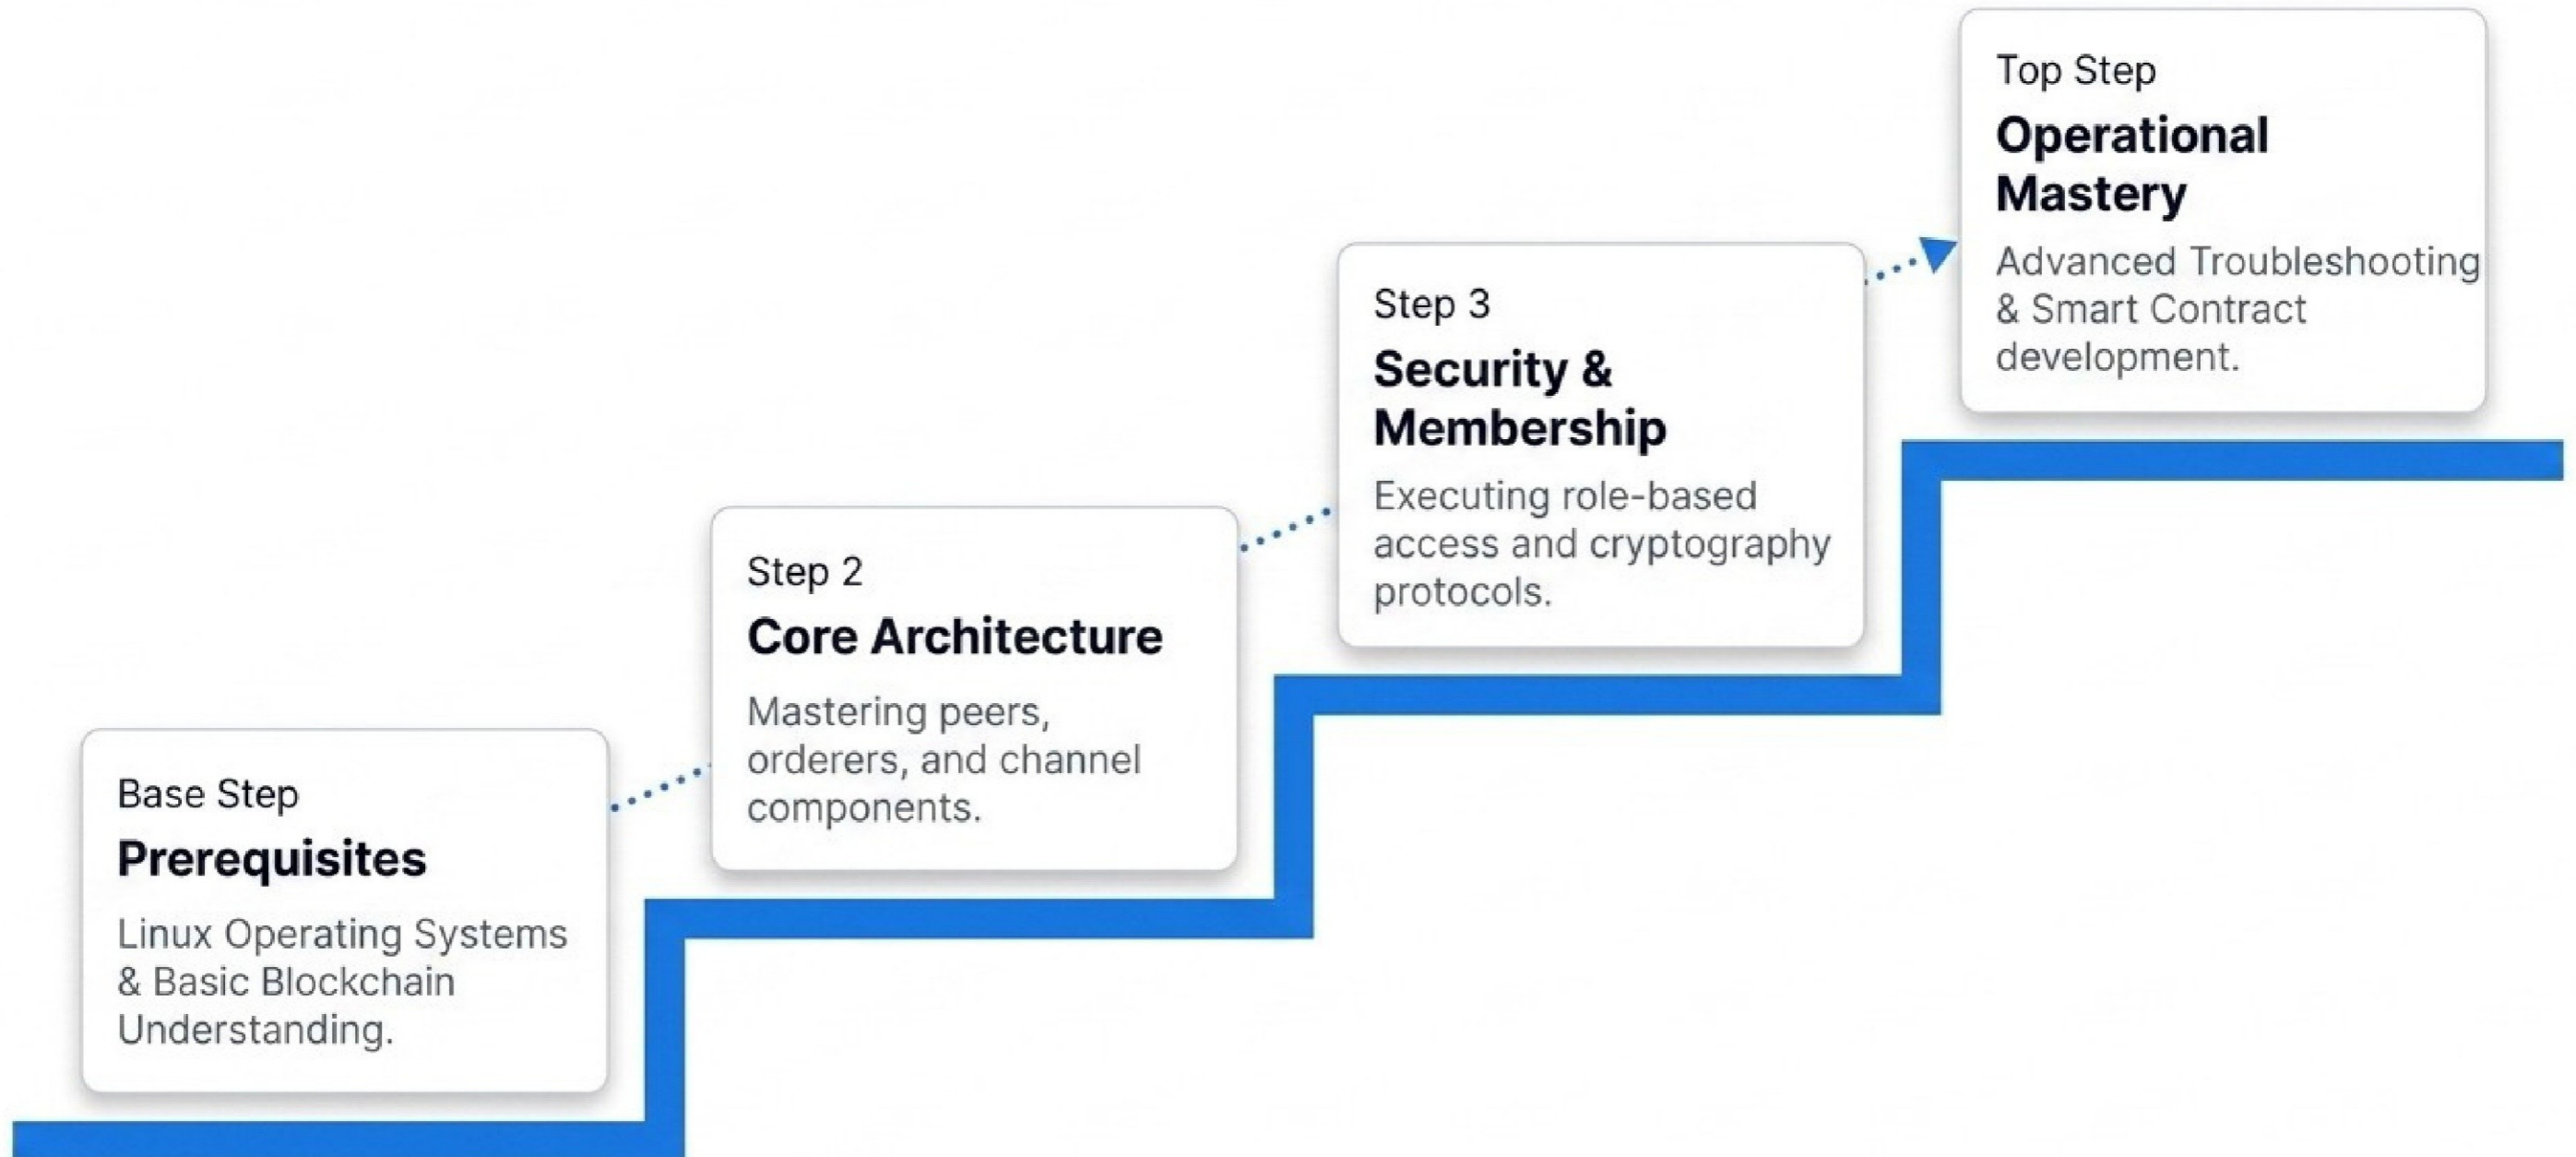 Base Step
Prerequisites
Linux Operating Systems
& Basic Blockchain
Understanding.
Step 2
Core Architecture
Mastering peers,
orderers, and channel
components.
Step 3
Security &
Membership
Executing role-based
access and cryptography
protocols.
Top Step
Operational
Mastery
Advanced Troubleshooting
& Smart Contract
development.